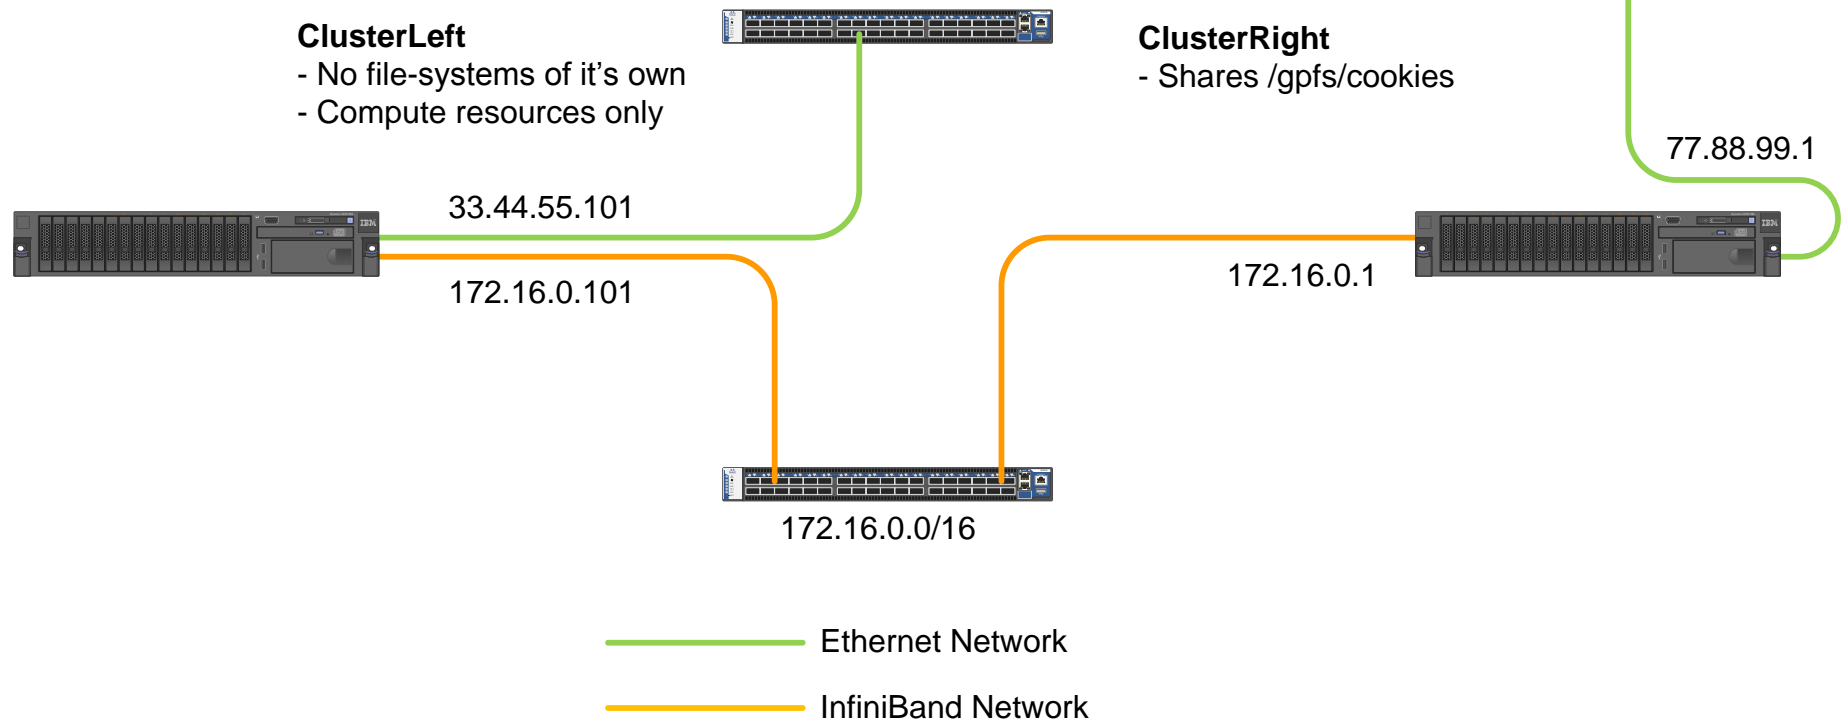 ClusterLeft
- No file-systems of it's own
- Compute resources only
ClusterRight
- Shares /gpfs/cookies
77.88.99.1
33.44.55.101
172.16.0.101
IBM
172.16.0.1
IBM
172.16.0.0/16
Ethernet Network
InfiniBand Network